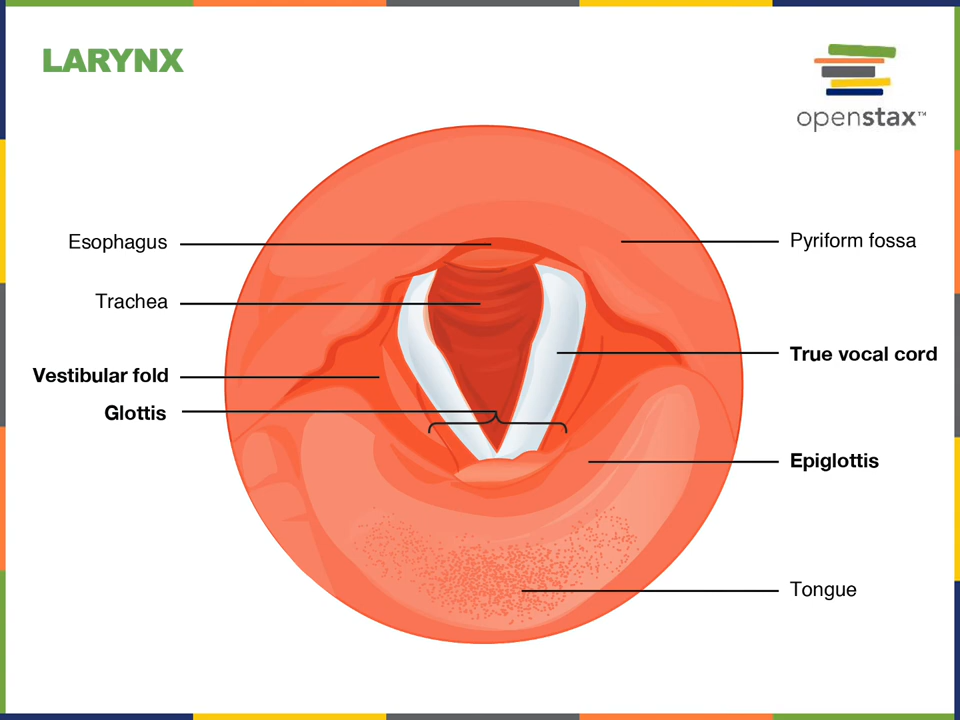 LARYNX
openstax™
Esophagus
Pyriform fossa
Trachea
True vocal cord
Vestibular fold
Glottis
Epiglottis
Tongue